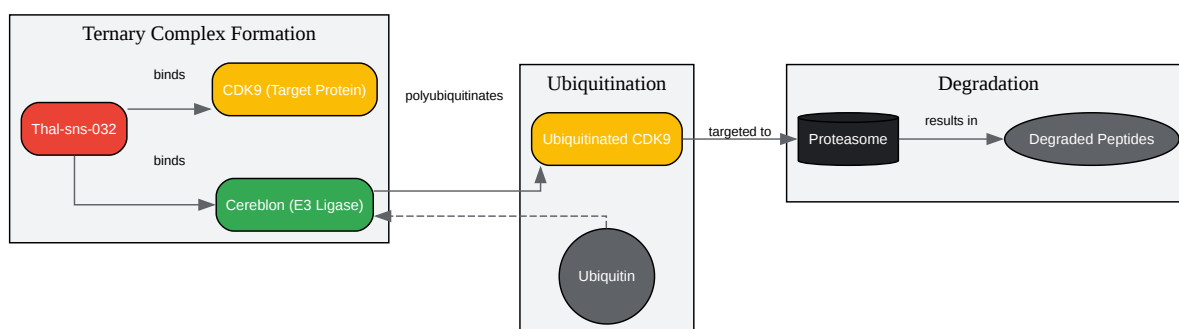 Ternary Complex Formation
binds
CDK9 (Target Protein)
Thal-sns-032
binds
Cereblon (E3 Ligase)
polyubiquitinates
Ubiquitination
Ubiquitinated CDK9
Ubiquitin
targeted to
Degradation
Proteasome
results in
Degraded Peptides